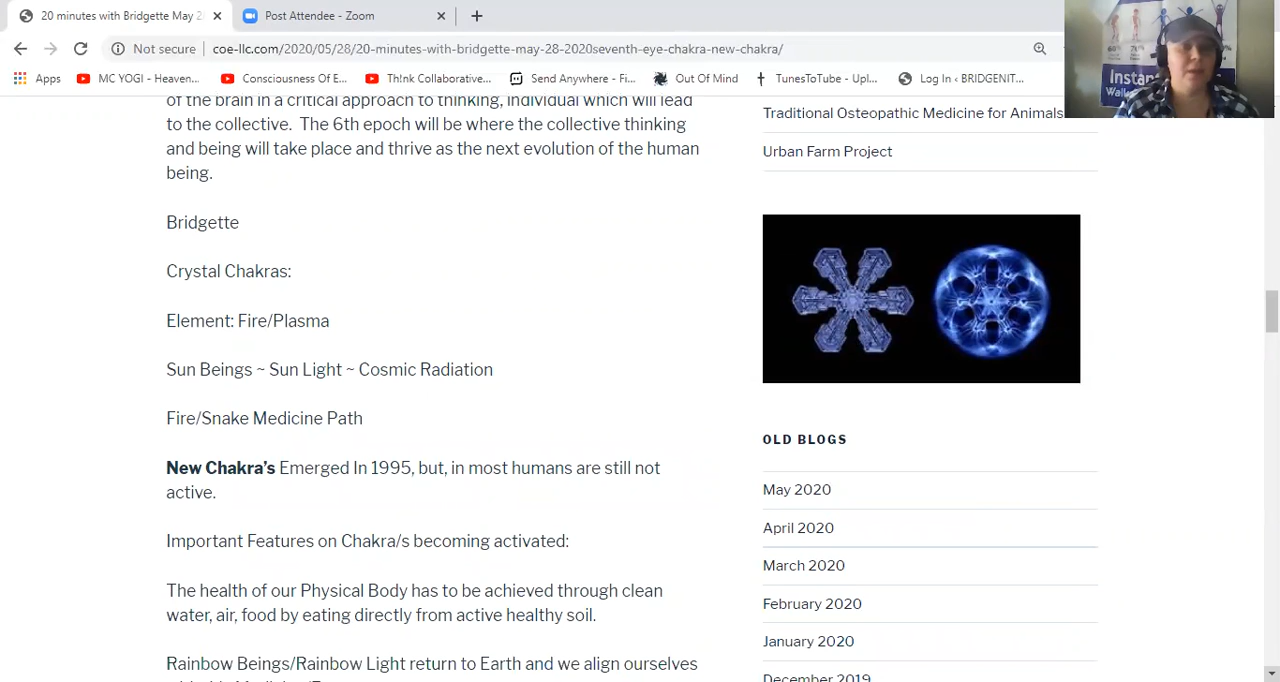 20 minutes with Bridgette May 2
Post Attendee - Zoom
Not secure
coe-llc.com/2020/05/28/20-minutes-with-bridgette-may-28-2020seventh-eye-chakra-new-chakra/
Apps
MC YOGI - Heaven...
Consciousness Of E...
Th!nk Collaborative...
Send Anywhere - Fi...
Out Of Mind
TunesToTube - Upl...
Log In ‹ BRIDGENIT...
Instan
Walk
of the brain in a critical approach to thinking, individual which will lead
to the collective. The 6th epoch will be where the collective thinking
and being will take place and thrive as the next evolution of the human
being.
Bridgette
Crystal Chakras:
Element: Fire/Plasma
Sun Beings ~ Sun Light ~ Cosmic Radiation
Fire/Snake Medicine Path
New Chakra's Emerged In 1995, but, in most humans are still not
active.
Important Features on Chakra/s becoming activated:
The health of our Physical Body has to be achieved through clean
water, air, food by eating directly from active healthy soil.
Rainbow Beings/Rainbow Light return to Earth and we align ourselves
Traditional Osteopathic Medicine for Animals
Urban Farm Project
OLD BLOGS
May 2020
April 2020
March 2020
February 2020
January 2020
December 2019